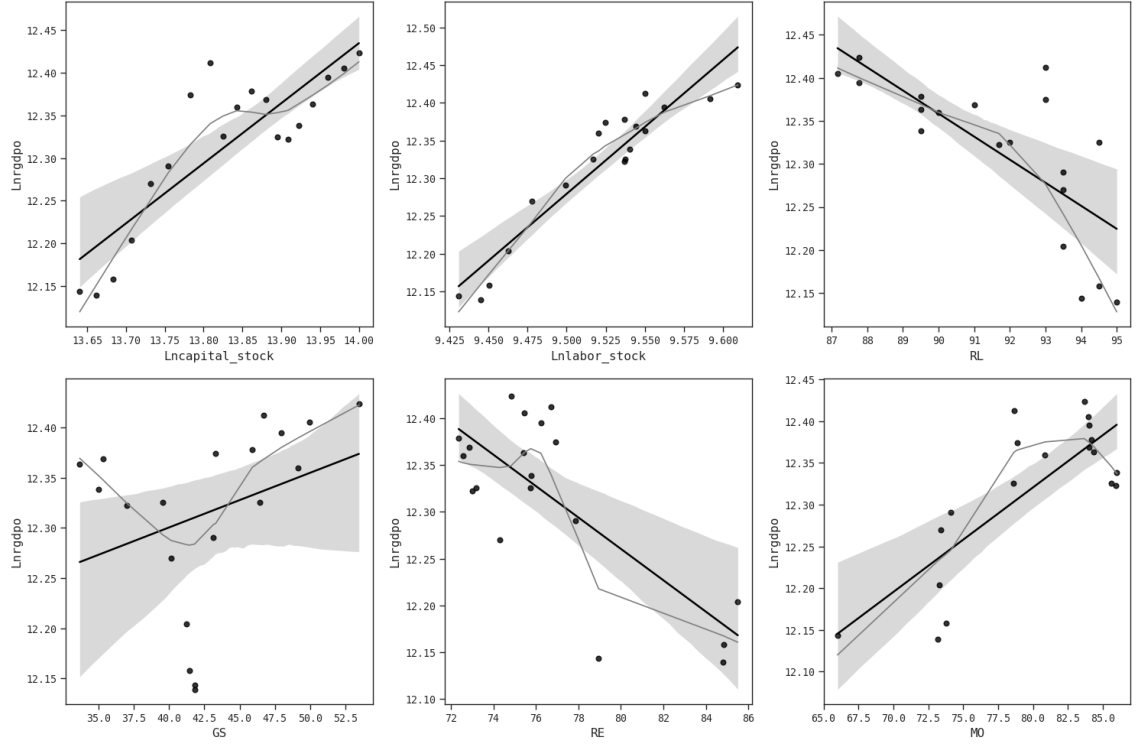 12.45 12.45 12.45
12.40 12.40 12.40
12.35 12.35 12.35
12.30 12.30 12.30
12.25 12.25 12.25
12.20 12.20 12.20
12.15 12.15 12.15
Lnrgdpo Lnrgdpo Lnrgdpo
13.65 13.70 13.75 13.80 13.85 13.90 13.95 14.00 9.425 9.450 9.475 9.500 9.525 9.550 9.575 9.600 87 88 89 90 91 92 93 94 95
Lncapital_stock Lnlabor_stock RL
12.40 12.40 12.45
12.35 12.35 12.40
12.30 12.30 12.35
12.25 12.25 12.30
12.20 12.20 12.25
12.15 12.15 12.20
12.10 12.15
12.10
Lnrgdpo Lnrgdpo Lnrgdpo
35.0 37.5 40.0 42.5 45.0 47.5 50.0 52.5 72 74 76 78 80 82 84 86 65.0 67.5 70.0 72.5 75.0 77.5 80.0 82.5 85.0
GS RE MO